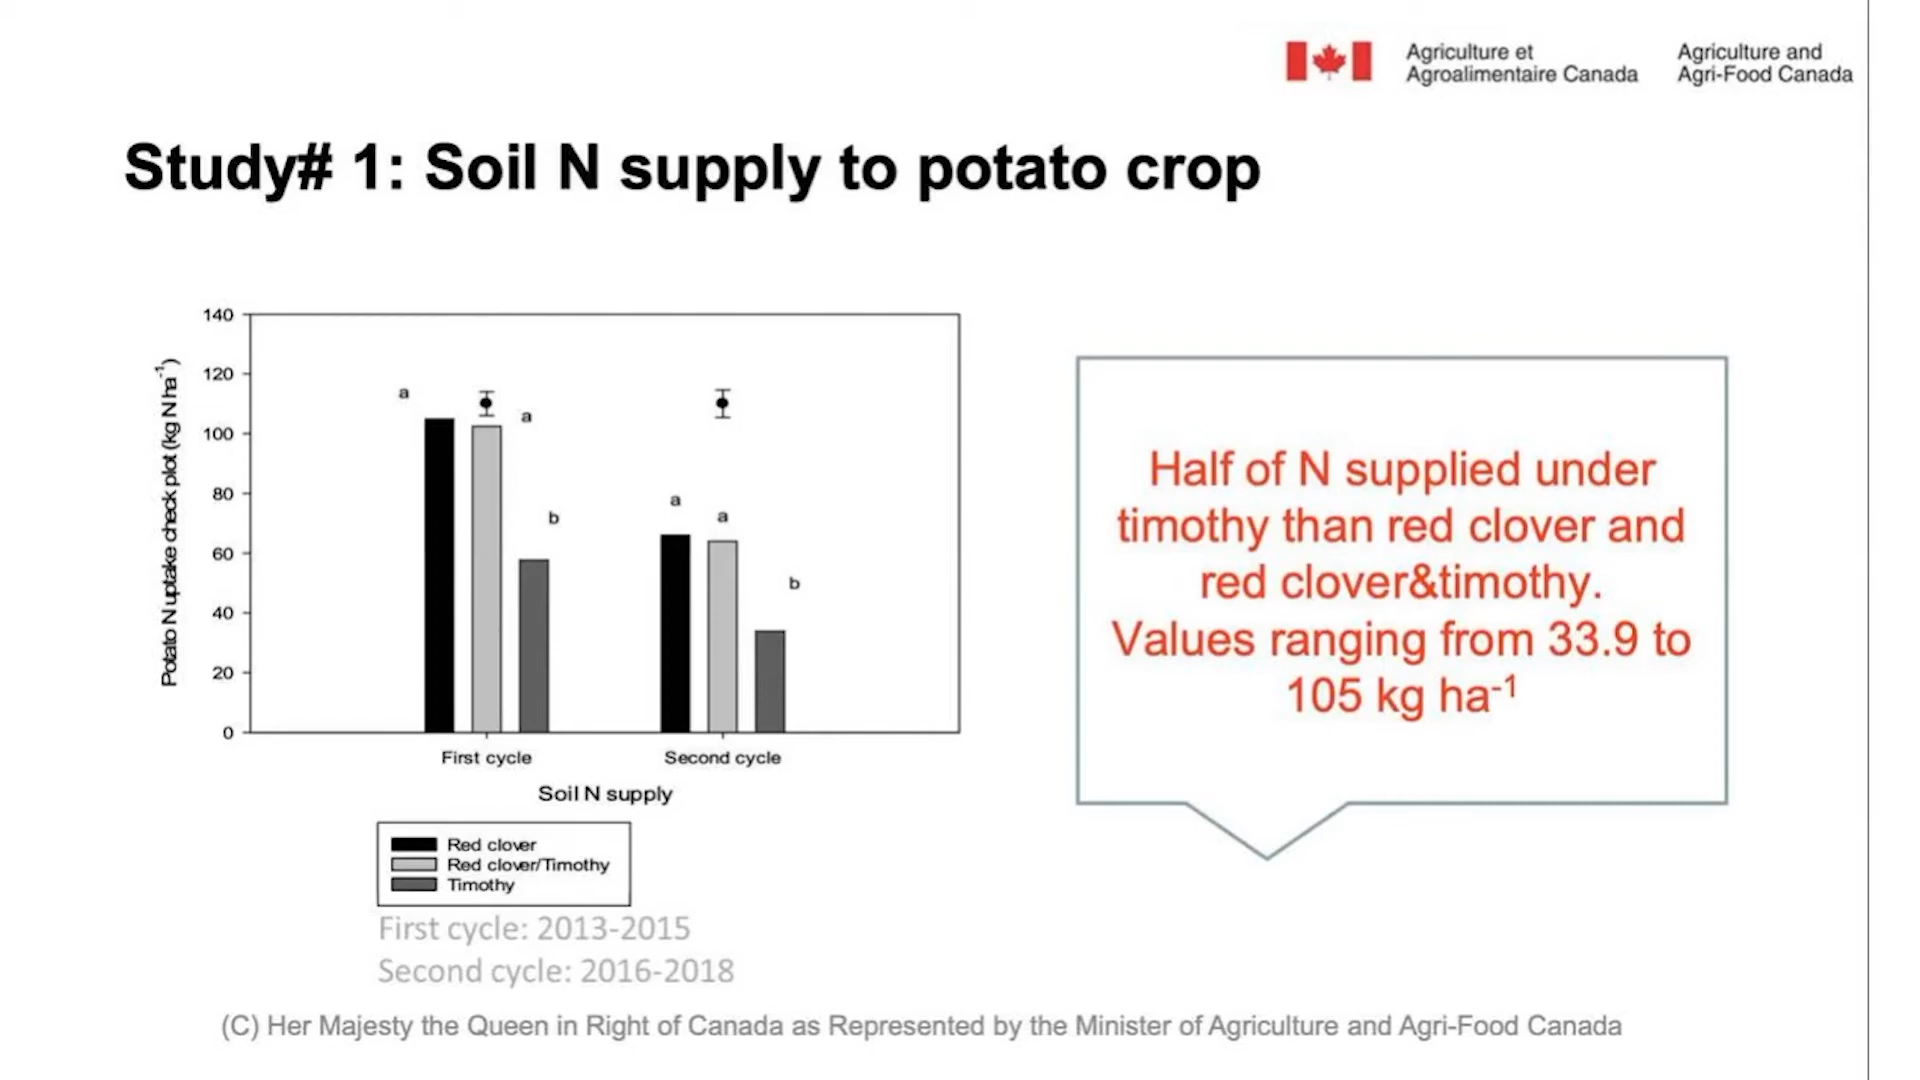 Agriculture et
Agroalimentaire Canada
Agriculture and
Agri-Food Canada
Study# 1: Soil N supply to potato crop
140
120
100
80
60
40
20
0
Potato N uptake check plot (kg N ha⁻¹)
a
a
b
a
a
b
First cycle
Second cycle
Soil N supply
Red clover
Red clover/Timothy
Timothy
First cycle: 2013-2015
Second cycle: 2016-2018
Half of N supplied under
timothy than red clover and
red clover&timothy.
Values ranging from 33.9 to
105 kg ha⁻¹
(C) Her Majesty the Queen in Right of Canada as Represented by the Minister of Agriculture and Agri-Food Canada